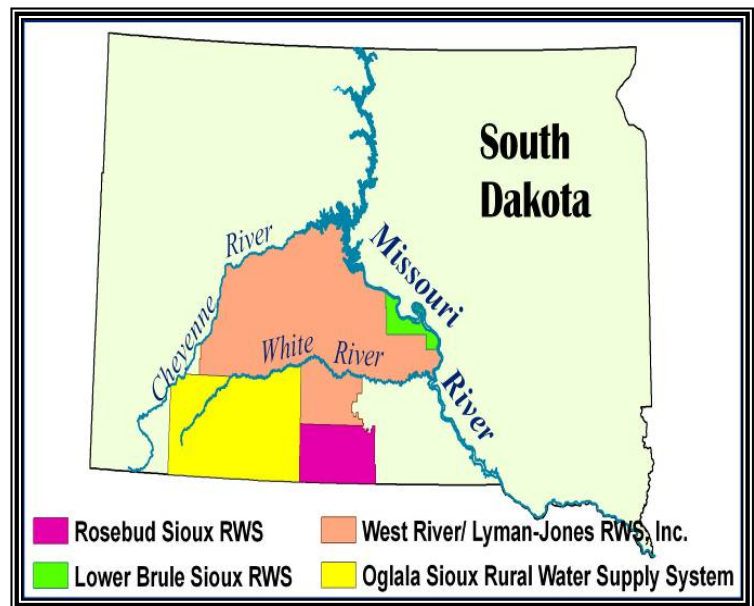 South
Dakota
Missouri
River
Cheyenne
River
White River
Rosebud Sioux RWS
West River/ Lyman-Jones RWS, Inc.
Lower Brule Sioux RWS
Oglala Sioux Rural Water Supply System